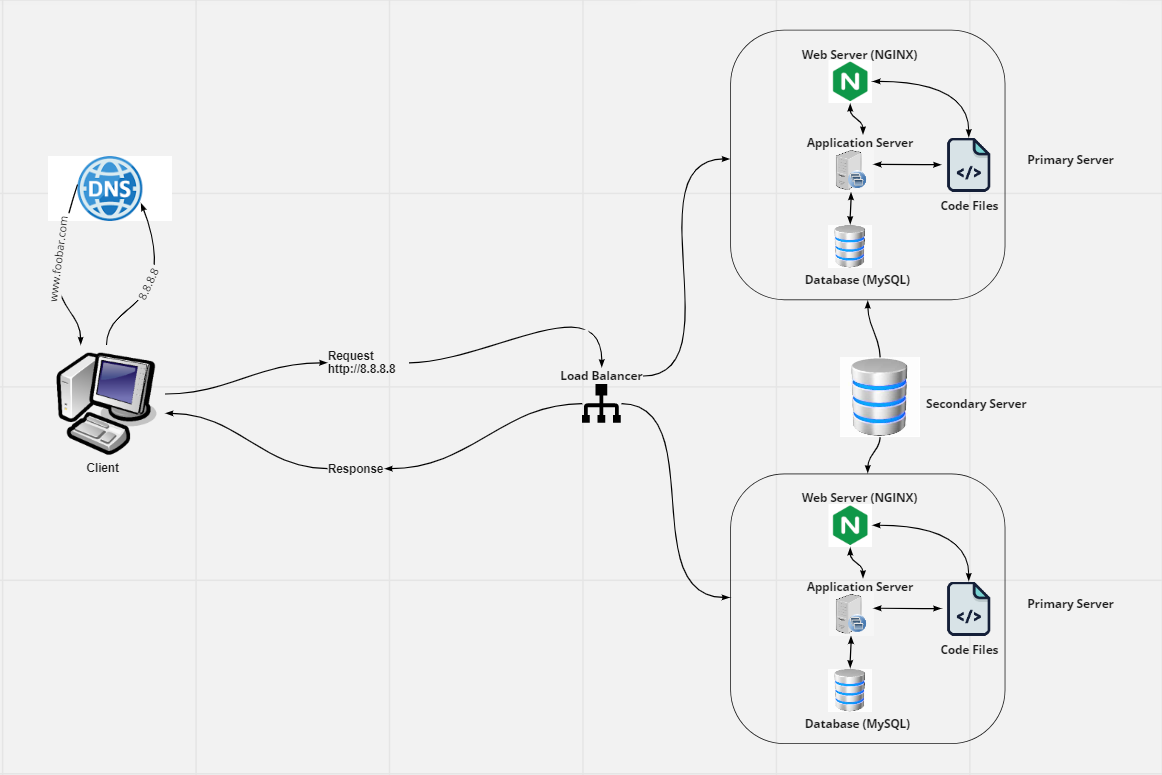 Web Server (NGINX)
N
Application Server
</>
Primary Server
Code Files
Database (MySQL)
DNS
www.foobar.com
8.8.8.8
Request
http://8.8.8.8
Load Balancer
Response
Client
Secondary Server
Web Server (NGINX)
N
Application Server
</>
Primary Server
Code Files
Database (MySQL)